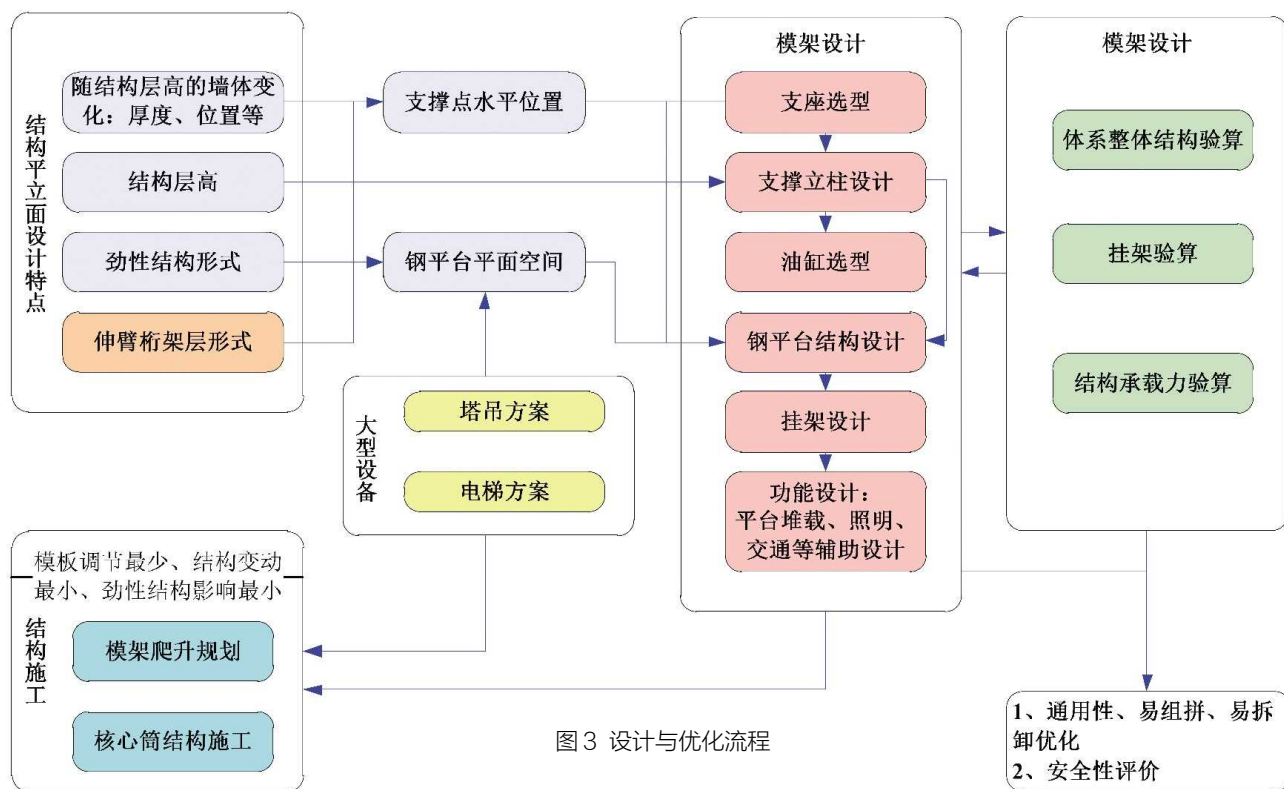 结构平立面设计特点
随结构层高的墙体变
化：厚度、位置等
结构层高
劲性结构形式
伸臂桁架层形式
支撑点水平位置
钢平台平面空间
大型设备
塔吊方案
电梯方案
模架设计
支座选型
支撑立柱设计
油缸选型
钢平台结构设计
挂架设计
功能设计：
平台堆载、照明、
交通等辅助设计
模架设计
体系整体结构验算
挂架验算
结构承载力验算
模板调节最少、结构变动
最小、劲性结构影响最小
结构施工
模架爬升规划
核心筒结构施工
1、通用性、易组拼、易拆
卸优化
2、安全性评价
图3 设计与优化流程